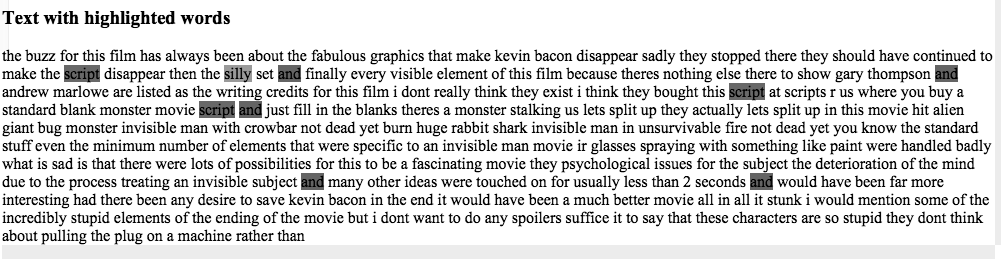 Text with highlighted words
the buzz for this film has always been about the fabulous graphics that make kevin bacon disappear sadly they stopped there they should have continued to
make the script disappear then the silly set and finally every visible element of this film because theres nothing else there to show gary thompson and
andrew marlowe are listed as the writing credits for this film i dont really think they exist i think they bought this script at scripts r us where you buy a
standard blank monster movie script and just fill in the blanks theres a monster stalking us lets split up they actually lets split up in this movie hit alien
giant bug monster invisible man with crowbar not dead yet burn huge rabbit shark invisible man in unsurvivable fire not dead yet you know the standard
stuff even the minimum number of elements that were specific to an invisible man movie ir glasses spraying with something like paint were handled badly
what is sad is that there were lots of possibilities for this to be a fascinating movie they psychological issues for the subject the deterioration of the mind
due to the process treating an invisible subject and many other ideas were touched on for usually less than 2 seconds and would have been far more
interesting had there been any desire to save kevin bacon in the end it would have been a much better movie all in all it stunk i would mention some of the
incredibly stupid elements of the ending of the movie but i dont want to do any spoilers suffice it to say that these characters are so stupid they dont think
about pulling the plug on a machine rather than